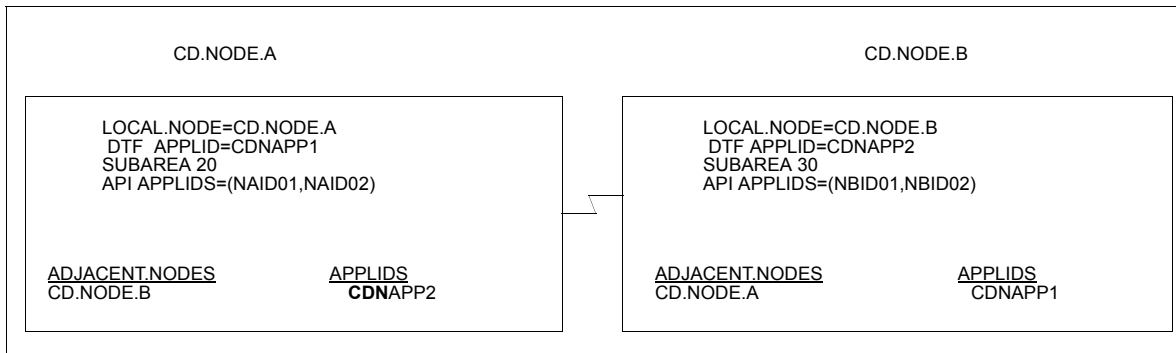 CD.NODE.A
CD.NODE.B
LOCAL.NODE=CD.NODE.A
DTF APPLID=CDNAPP1
SUBAREA 20
API APPLIDS=(NAID01,NAID02)
ADJACENT.NODES APPLIDS
CD.NODE.B CDNAPP2
LOCAL.NODE=CD.NODE.B
DTF APPLID=CDNAPP2
SUBAREA 30
API APPLIDS=(NBID01,NBID02)
ADJACENT.NODES APPLIDS
CD.NODE.A CDNAPP1